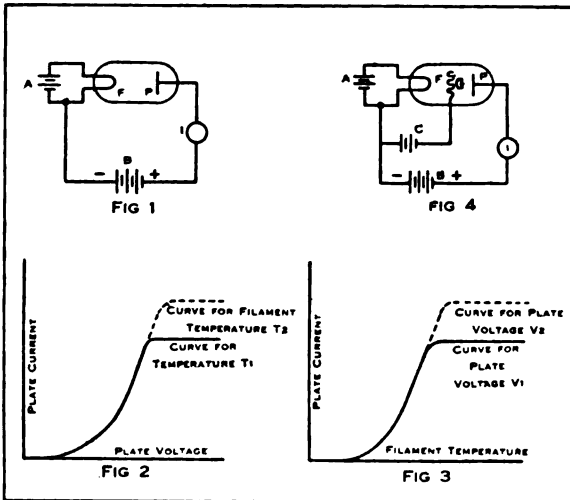 A
F
P
I
B
- +
FIG 1
A
F
G
P
C
I
- B +
FIG 4
PLATE CURRENT
CURVE FOR FILAMENT
TEMPERATURE T2
CURVE FOR
TEMPERATURE T1
PLATE VOLTAGE
FIG 2
PLATE CURRENT
CURVE FOR PLATE
VOLTAGE V2
CURVE FOR
PLATE
VOLTAGE V1
FILAMENT TEMPERATURE
FIG 3